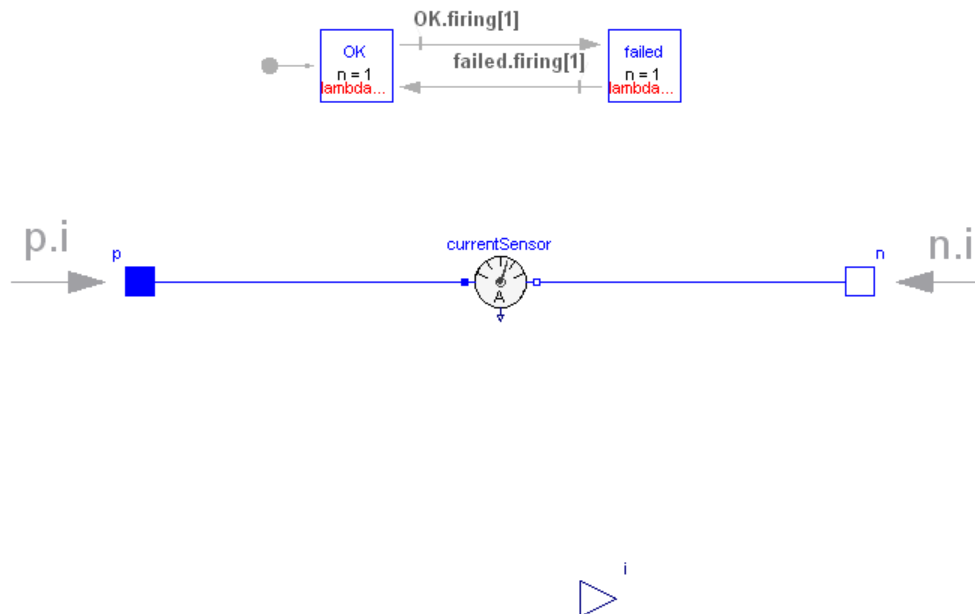 OK.firing[1]
OK
n = 1
lambda...
failed.firing[1]
failed
n = 1
lambda...
p.i
p
currentSensor
A
n
n.i
i